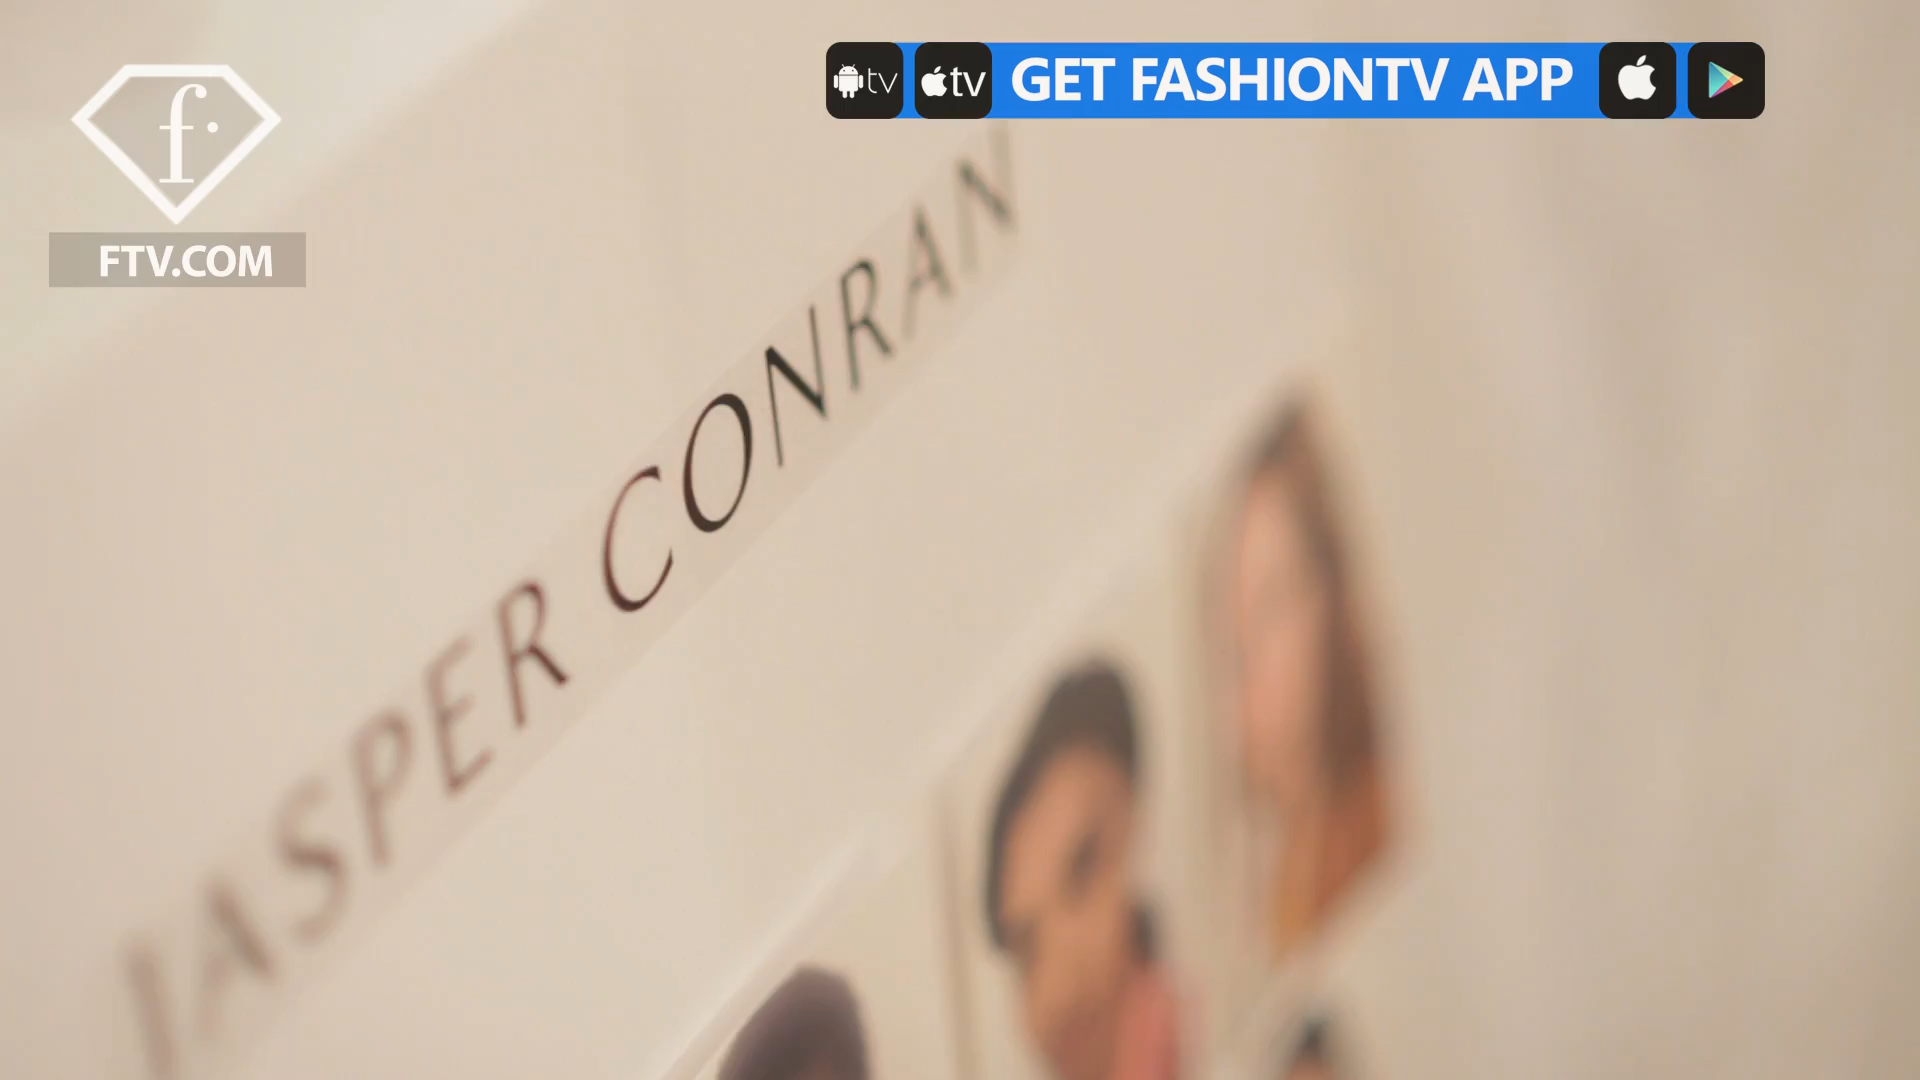 f.
FTV.COM
tv
tv
GET FASHIONTV APP
JASPER CONRAN